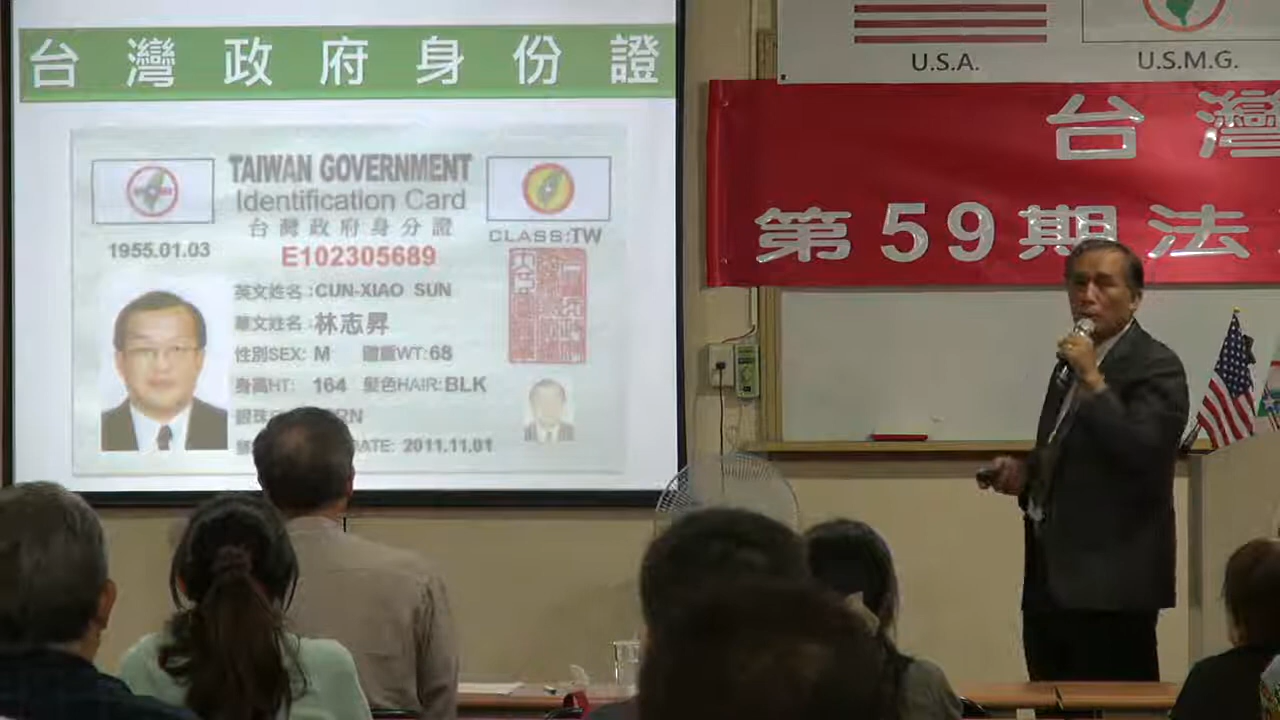 台灣政府身份證
TAIWAN GOVERNMENT
Identification Card
台灣政府身分證
1955.01.03
CLASS:TW
E102305689
英文姓名:CUN-XIAO SUN
華文姓名:林志昇
性別SEX: M 體重WT:68
身高HT: 164 髮色HAIR:BLK
DATE: 2011.11.01
U.S.A.
U.S.M.G.
台灣
第59期法